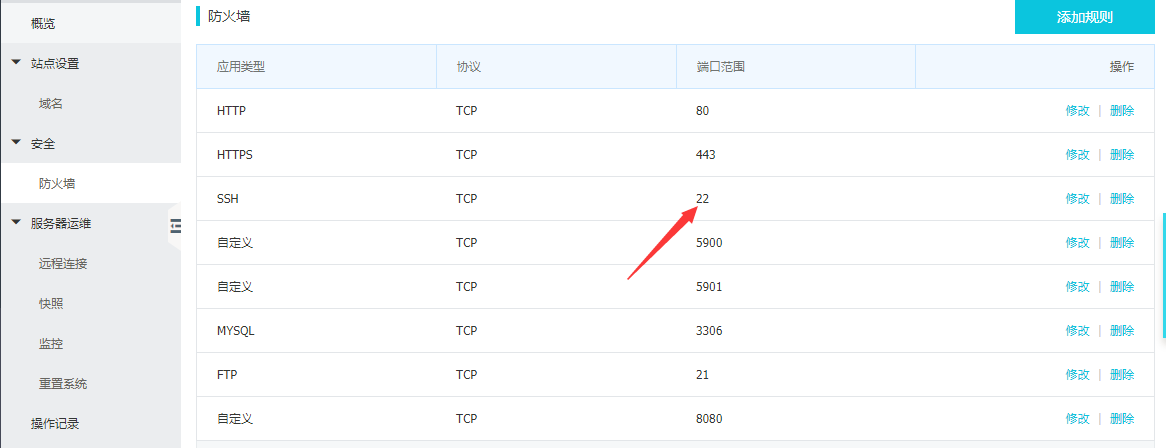 概览
站点设置
域名
安全
防火墙
服务器运维
远程连接
快照
监控
重置系统
操作记录
防火墙
添加规则
应用类型 协议 端口范围 操作
HTTP TCP 80 修改 | 删除
HTTPS TCP 443 修改 | 删除
SSH TCP 22 修改 | 删除
自定义 TCP 5900 修改 | 删除
自定义 TCP 5901 修改 | 删除
MYSQL TCP 3306 修改 | 删除
FTP TCP 21 修改 | 删除
自定义 TCP 8080 修改 | 删除